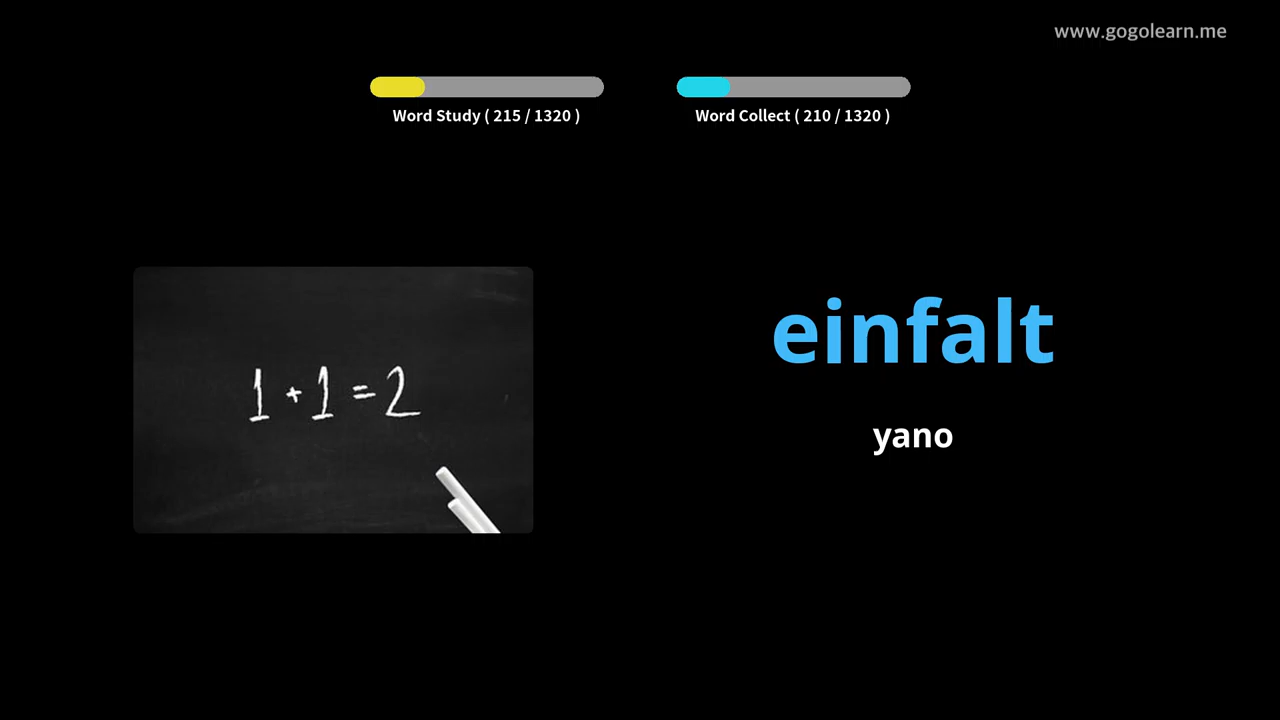 www.gogolearn.me
Word Study ( 215 / 1320 )
Word Collect ( 210 / 1320 )
1 + 1 = 2
einfalt
yano